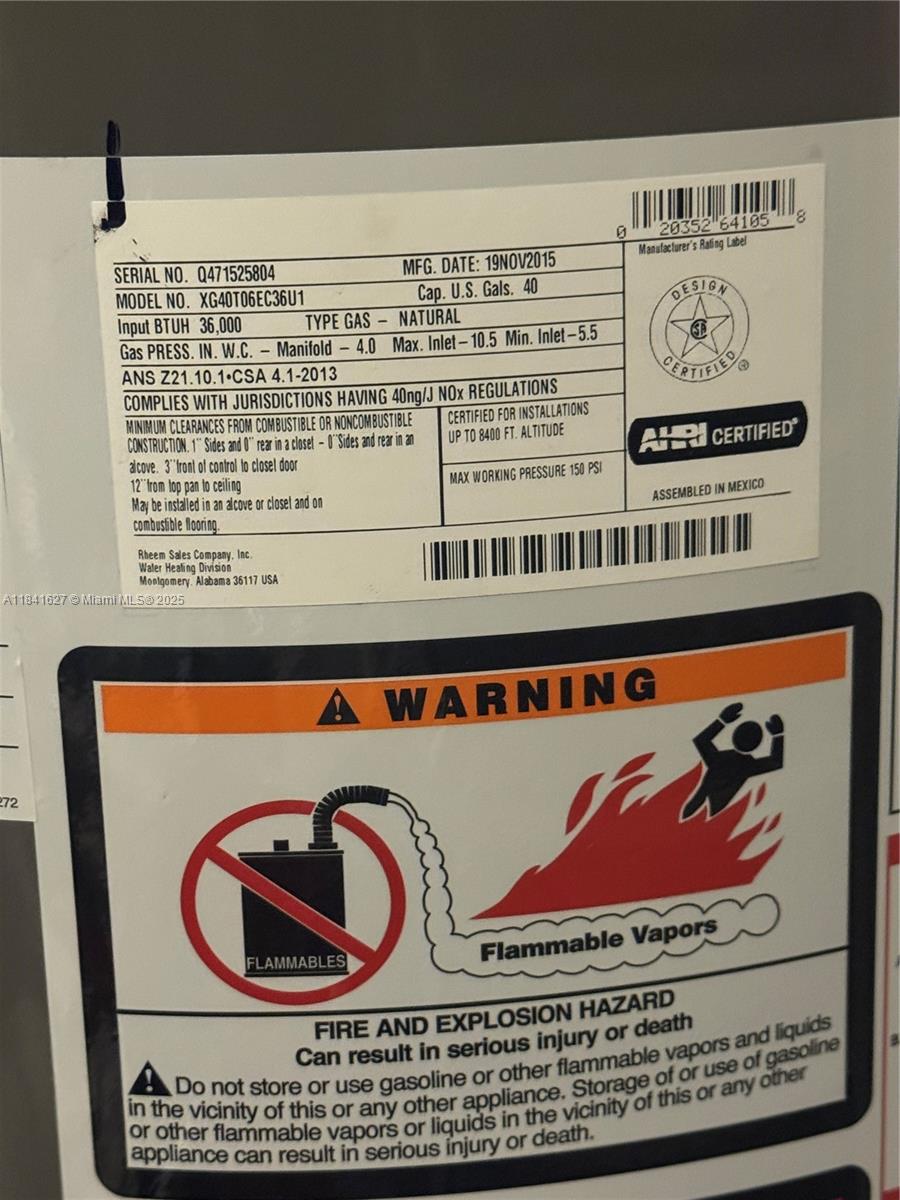 0 20352 64105 8
Manufacturer's Rating Label
SERIAL NO. Q471525804 MFG. DATE: 19NOV2015
MODEL NO. XG40T06EC36U1 Cap. U.S. Gals. 40
Input BTUH 36,000 TYPE GAS - NATURAL
Gas PRESS. IN. W.C. - Manifold - 4.0 Max. Inlet-10.5 Min. Inlet-5.5
ANS Z21.10.1•CSA 4.1-2013
COMPLIES WITH JURISDICTIONS HAVING 40ng/J NOx REGULATIONS
MINIMUM CLEARANCES FROM COMBUSTIBLE OR NONCOMBUSTIBLE
CONSTRUCTION. 1" Sides and 0" rear in a closet - 0" Sides and rear in an
alcove. 3" front of control to closet door
12" from top pan to ceiling
May be installed in an alcove or closet and on
combustible flooring.
CERTIFIED FOR INSTALLATIONS
UP TO 8400 FT. ALTITUDE
MAX WORKING PRESSURE 150 PSI
DESIGN
CERTIFIED
AHRI CERTIFIED®
ASSEMBLED IN MEXICO
Rheem Sales Company, Inc.
Water Heating Division
Montgomery, Alabama 36117 USA
A11841627 © Miami MLS® 2025
272
WARNING
FLAMMABLES
Flammable Vapors
FIRE AND EXPLOSION HAZARD
Can result in serious injury or death
Do not store or use gasoline or other flammable vapors and liquids
in the vicinity of this or any other appliance. Storage of or use of gasoline
or other flammable vapors or liquids in the vicinity of this or any other
appliance can result in serious injury or death.